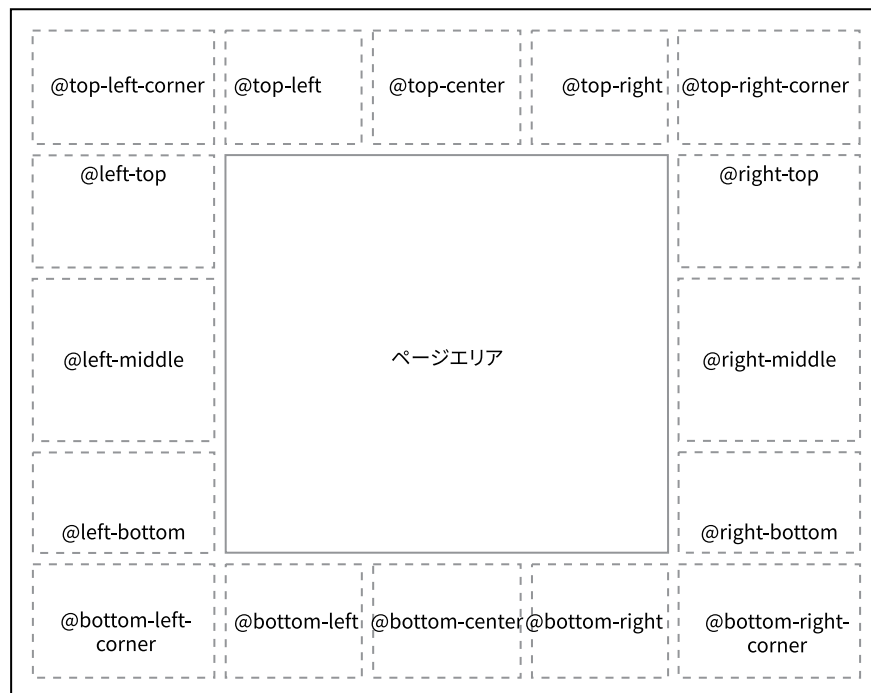 @top-left-corner
@top-left
@top-center
@top-right
@top-right-corner
@left-top
@right-top
@left-middle
ページエリア
@right-middle
@left-bottom
@right-bottom
@bottom-left-
corner
@bottom-left
@bottom-center
@bottom-right
@bottom-right-
corner